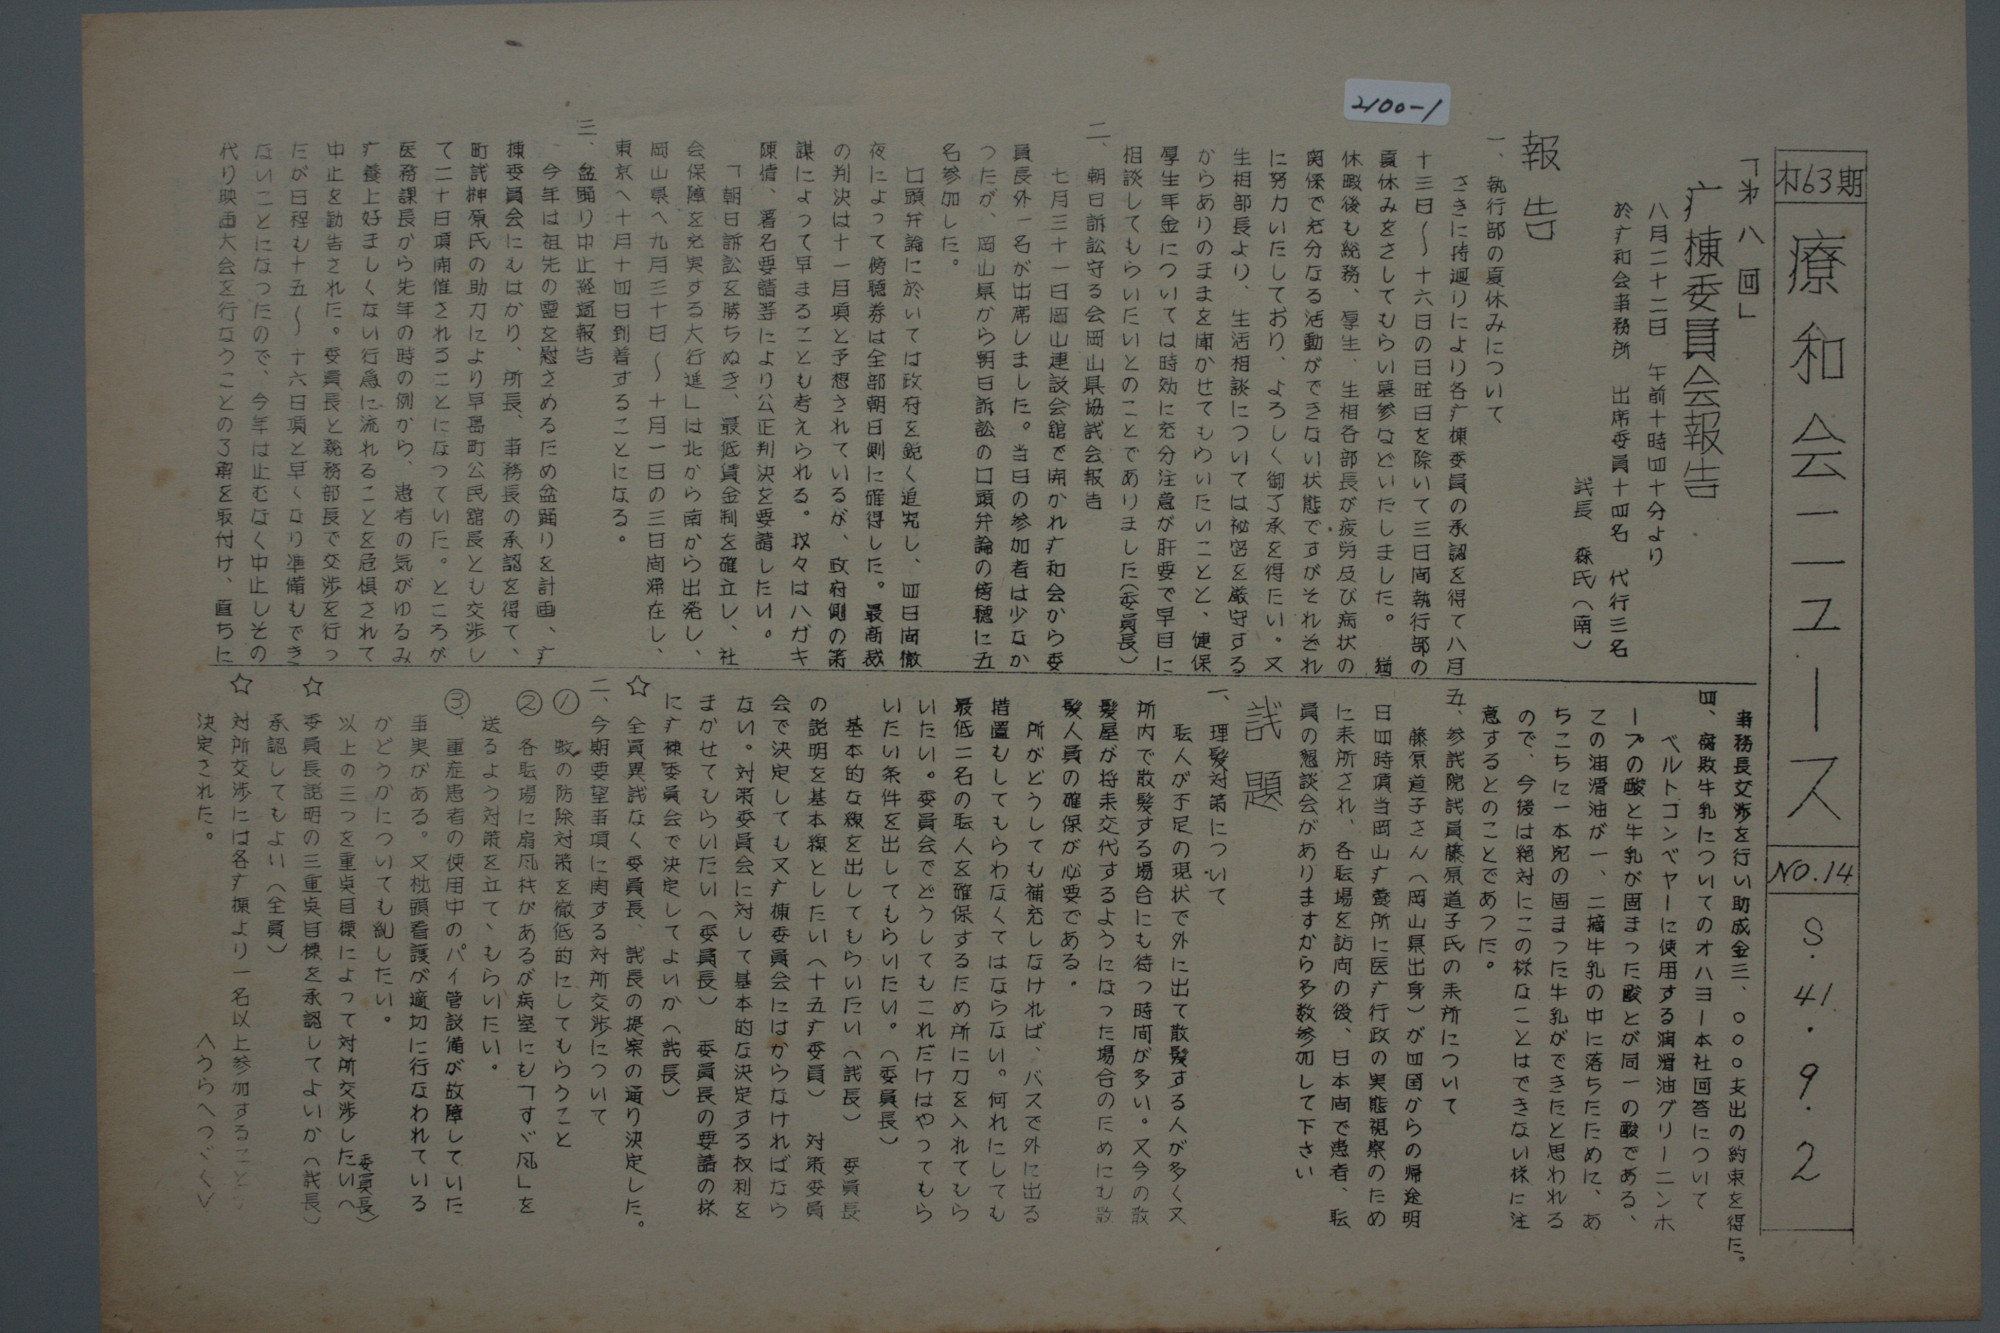 2100-1
オ63期
療和会ニュース
NO.14
S.41.9.2
「才八回」
疒棟委員会報告
八月二十二日　午前十時四十分より
於疒和会事務所　出席委員十四名　代行三名
議長　森氏（南）
報告
一、執行部の夏休みについて
さきに持廻りにより各疒棟委員の承認を得て八月
十三日〜十六日の日旺日を除いて三日间執行部の
夏休みをさしてもらい墓参などいたしました。　猶
休暇後も総務、厚生、生相各部長が疲労及び病状の
関係で充分なる活動ができない状態ですがそれぞれ
に努力いたしており、よろしく御了承を得たい。又
生相部長より、生活相談については秘密を厳守する
からありのままを聞かせてもらいたいことと、健保
厚生年金については時効に充分注意が肝要で早目に
相談してもらいたいとのことでありました（委員長）
二、朝日訴訟守る会岡山県協議会報告
七月三十一日岡山建設会舘で開かれ疒和会から委
員長外一名が出席しました。当日の参加者は少なか
つたが、岡山県から朝日訴訟の口頭弁論の傍聴に五
名参加した。
口頭弁論に於いては政府を鋭く追究し、四日间徹
夜によって傍聴券は全部朝日側に確得した。最高裁
の判決は十一月頃と予想されているが、政府側の策
謀によって早まることも考えられる。我々はハガキ
陳情、署名要請等により公正判決を要請したい。
「朝日訴訟を勝ちぬき、最低賃金制を確立し、社
会保障を充実する大行進」は北から南から出発し、
岡山県へ九月三十日〜十月一日の三日间滞在し、
東京へ十月十四日到着することになる。
三、盆踊り中止経過報告
今年は祖先の霊を慰さめるため盆踊りを計画、疒
棟委員会にもはかり、所長、事務長の承認を得て、
町議神原氏の助力により早島町公民舘長とも交渉し
て二十日頃開催されることになつていた。ところが
医務課長から先年の時の例から、患者の気がゆるみ
疒養上好ましくない行為に流れることを危惧されて
中止を勧告された。委員長と総務部長で交渉を行っ
たが日程も十五〜十六日頃と早くなり準備もでき
ないことになつたので、今年は止むなく中止しその
代り映画大会を行なうことの了解を取付け、直ちに
事務長交渉を行い助成金三、〇〇〇支出の約束を得た。
四、腐敗牛乳についてのオハヨー本社回答について
ベルトコンベヤーに使用する潤滑油グリーニンホ
ープの酸と牛乳が固まった酸とが同一の酸である、
この油滑油が一、二摘牛乳の中に落ちたために、あ
ちこちに一本宛の固まった牛乳ができたと思われる
ので、今後は絶対にこの様なことはできない様に注
意するとのことであつた。
五、参議院議員藤原道子氏の来所について
藤原道子さん（岡山県出身）が四国からの帰途明
日四時頃当岡山疒養所に医疒行政の実態視察のため
に来所され、各転場を訪问の後、日本间で患者、転
員の懇談会がありますから多数参加して下さい
議題
一、理髪対策について
転人が不足の現状で外に出て散髪する人が多く又
所内で散髪する場合にも待つ時间が多い。又今の散
髪屋が将来交代するようになった場合のためにも散
髪人員の確保が必要である．
所がどうしても補充しなければ、バスで外に出る
措置もしてもらわなくてはならない。何れにしても
最低二名の転人を確保するため所に力を入れてもら
いたい。委員会でどうしてもこれだけはやつてもら
いたい条件を出してもらいたい。（委員長）
基本的な線を出してもらいたい（議長）　委員長
の説明を基本線としたい（十五疒委員）　対策委員
会で決定しても又疒棟委員会にはからなければなら
ない。対策委員会に対して基本的な決定する权利を
まかせてもらいたい（委員長）　委員長の要請の様
に疒棟委員会で決定してよいか（議長）
☆　全員異議なく委員長、議長の提案の通り決定した。
二、今期要望事項に関する対所交渉について
①　蚊の防除対策を徹低的にしてもらうこと
②　各転場に扇凨杖があるが病室にも「すゞ凨」を
送るよう対策を立てゝもらいたい。
③、重症患者の使用中のパイ管設備が故障していた
事実がある。又枕頭看護が適切に行なわれている
かどうかについても糺したい。
以上の三つを重点目標によって対所交渉したい（委員長）
☆　委員長説明の三重点目標を承認してよいか（議長）
承認してもよい（全員）
☆　対所交渉には各疒棟より一名以上参加すること
決定された。
＜うらへつゞく＞